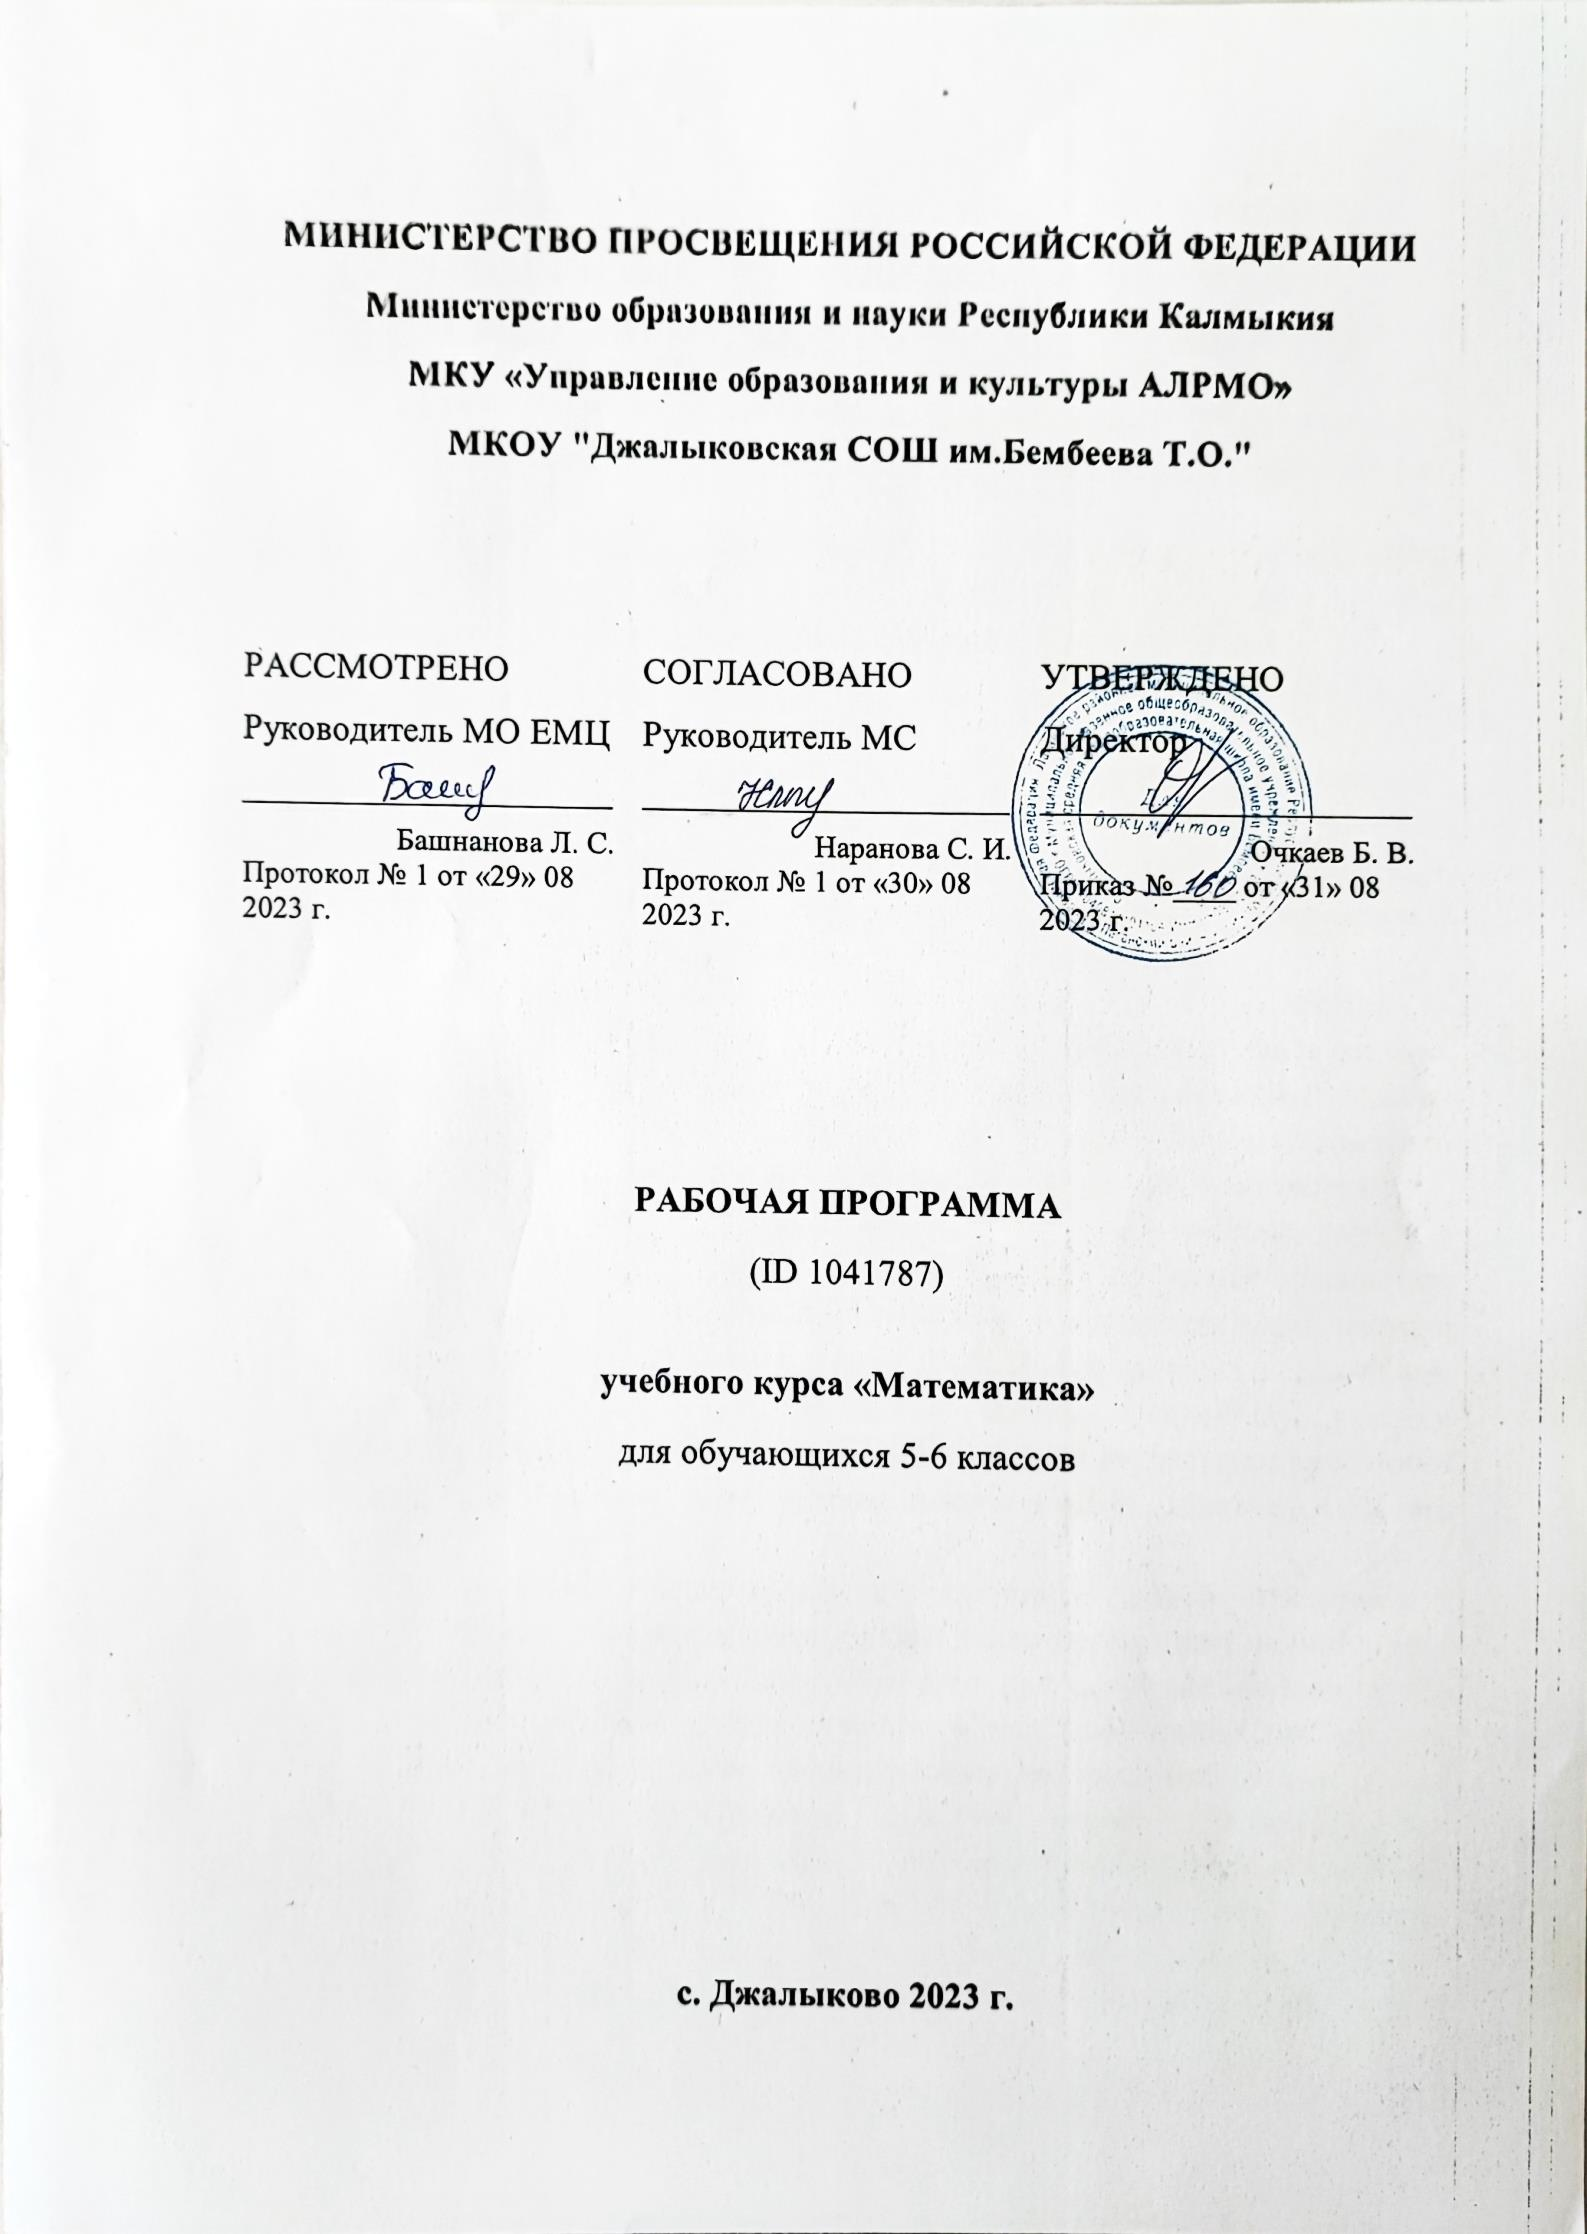 МИНИСТЕРСТВО ПРОСВЕЩЕНИЯ РОССИЙСКОЙ ФЕДЕРАЦИИ
Министерство образования и науки Республики Калмыкия
МКУ «Управление образования и культуры АЛРМО»
МКОУ "Джалыковская СОШ им.Бембеева Т.О."
РАССМОТРЕНО
Руководитель МО ЕМЦ
Башнанова Л. С.
Протокол № 1 от «29» 08
2023 г.
СОГЛАСОВАНО
Руководитель МС
Наранова С. И.
Протокол № 1 от «30» 08
2023 г.
УТВЕРЖДЕНО
Директор
Для
документов
Очкаев Б. В.
Приказ № 160 от «31» 08
2023 г.
РАБОЧАЯ ПРОГРАММА
(ID 1041787)
учебного курса «Математика»
для обучающихся 5-6 классов
с. Джалыково 2023 г.